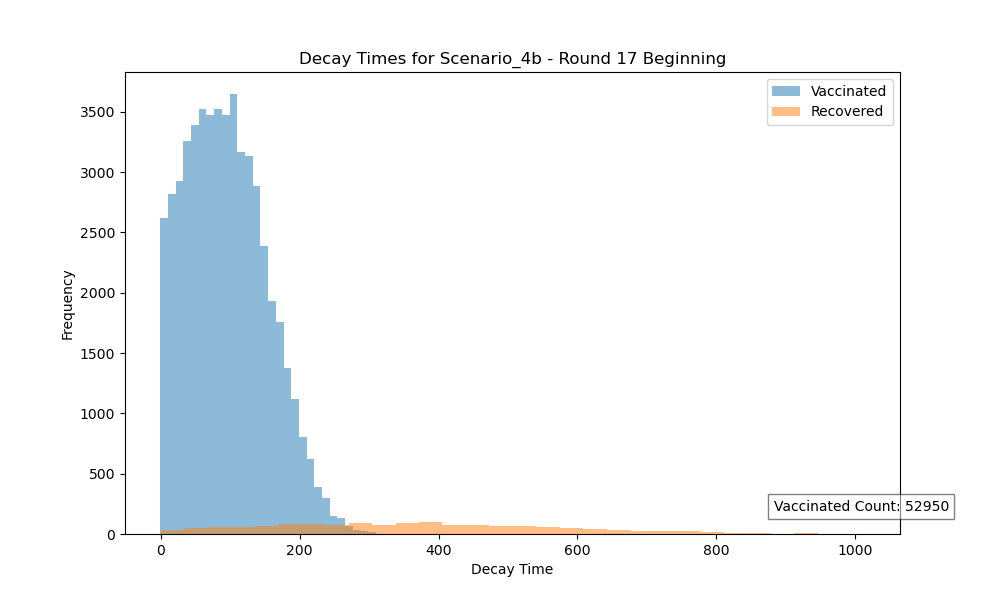 Decay Times for Scenario_4b - Round 17 Beginning
Vaccinated
Recovered
3500
3000
2500
2000
1500
1000
500
0
Frequency
Vaccinated Count: 52950
0
200
400
600
800
1000
Decay Time